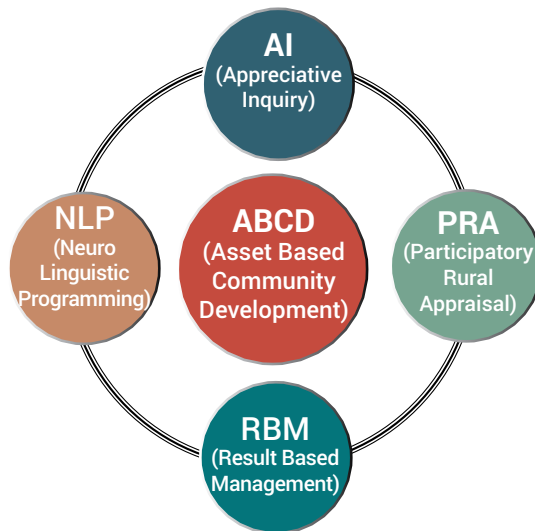 AI
(Appreciative
Inquiry)
NLP
(Neuro
Linguistic
Programming)
ABCD
(Asset Based
Community
Development)
PRA
(Participatory
Rural
Appraisal)
RBM
(Result Based
Management)